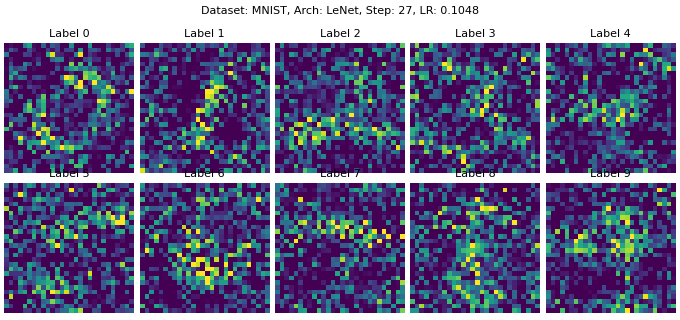 Dataset: MNIST, Arch: LeNet, Step: 27, LR: 0.1048
Label 0 Label 1 Label 2 Label 3 Label 4
Label 5 Label 6 Label 7 Label 8 Label 9